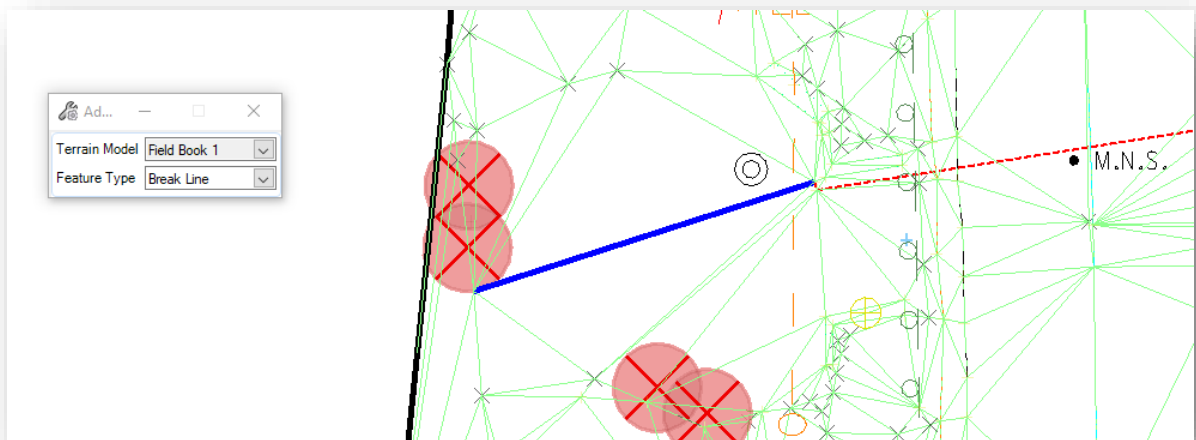 Ad...
Terrain Model Field Book 1
Feature Type Break Line
M.N.S.